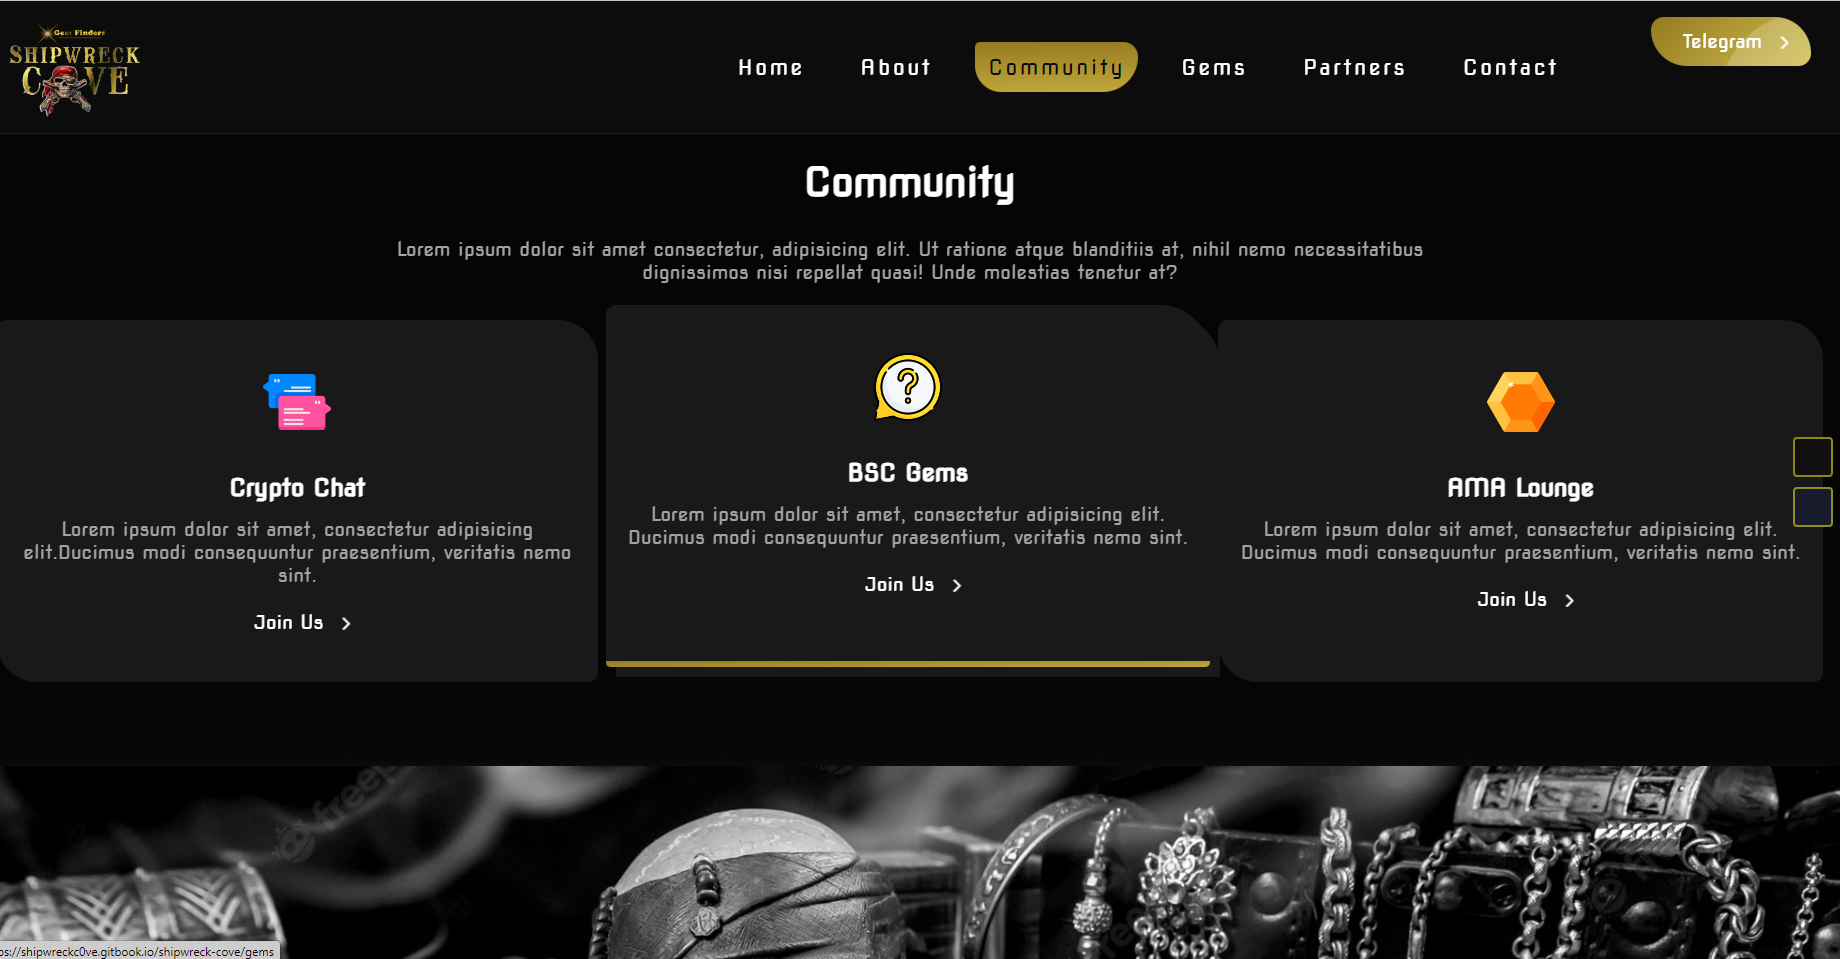 Gem Finders
SHIPWRECK
COVE
Home
About
Community
Gems
Partners
Contact
Telegram
Community
Lorem ipsum dolor sit amet consectetur, adipisicing elit. Ut ratione atque blanditiis at, nihil nemo necessitatibus
dignissimos nisi repellat quasi! Unde molestias tenetur at?
Crypto Chat
Lorem ipsum dolor sit amet, consectetur adipisicing
elit.Ducimus modi consequuntur praesentium, veritatis nemo
sint.
Join Us
BSC Gems
Lorem ipsum dolor sit amet, consectetur adipisicing elit.
Ducimus modi consequuntur praesentium, veritatis nemo sint.
Join Us
AMA Lounge
Lorem ipsum dolor sit amet, consectetur adipisicing elit.
Ducimus modi consequuntur praesentium, veritatis nemo sint.
Join Us
ps://shipwreckc0ve.gitbook.io/shipwreck-cove/gems